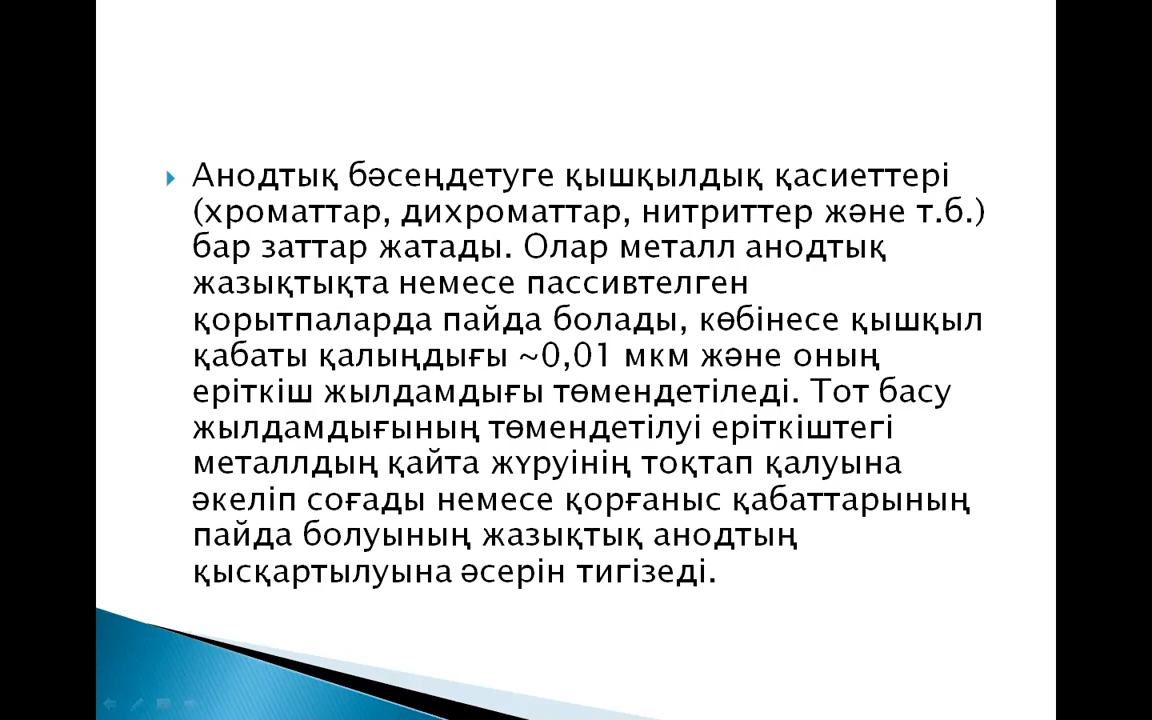 Анодтық бәсеңдетуге қышқылдық қасиеттері
(хроматтар, дихроматтар, нитриттер және т.б.)
бар заттар жатады. Олар металл анодтық
жазықтықта немесе пассивтелген
қорытпаларда пайда болады, көбінесе қышқыл
қабаты қалыңдығы ~0,01 мкм және оның
еріткіш жылдамдығы төмендетіледі. Тот басу
жылдамдығының төмендетілуі еріткіштегі
металлдың қайта жүруінің тоқтап қалуына
әкеліп соғады немесе қорғаныс қабаттарының
пайда болуының жазықтық анодтың
қысқартылуына әсерін тигізеді.